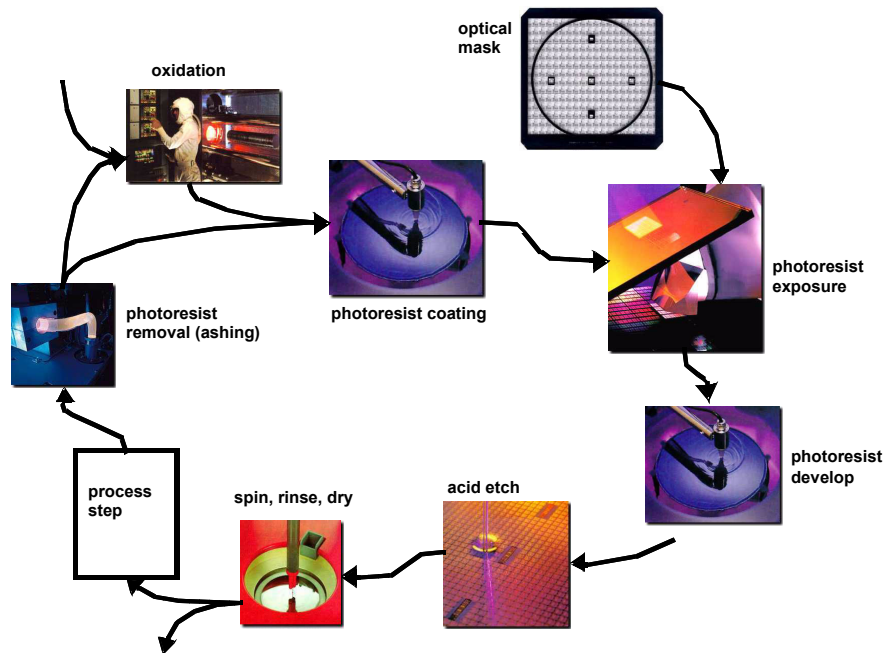 optical
mask
oxidation
photoresist coating
photoresist
exposure
photoresist
removal (ashing)
photoresist
develop
acid etch
spin, rinse, dry
process
step